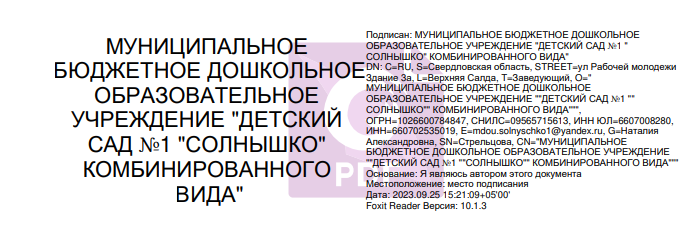 МУНИЦИПАЛЬНОЕ
БЮДЖЕТНОЕ ДОШКОЛЬНОЕ
ОБРАЗОВАТЕЛЬНОЕ
УЧРЕЖДЕНИЕ "ДЕТСКИЙ
САД №1 "СОЛНЫШКО"
КОМБИНИРОВАННОГО
ВИДА"
Подписан: МУНИЦИПАЛЬНОЕ БЮДЖЕТНОЕ ДОШКОЛЬНОЕ
ОБРАЗОВАТЕЛЬНОЕ УЧРЕЖДЕНИЕ "ДЕТСКИЙ САД №1 "
СОЛНЫШКО" КОМБИНИРОВАННОГО ВИДА"
DN: C=RU, S=Свердловская область, STREET=ул Рабочей молодежи
Здание 3а, L=Верхняя Салда, T=Заведующий, O="
МУНИЦИПАЛЬНОЕ БЮДЖЕТНОЕ ДОШКОЛЬНОЕ
ОБРАЗОВАТЕЛЬНОЕ УЧРЕЖДЕНИЕ ""ДЕТСКИЙ САД №1 ""
СОЛНЫШКО"" КОМБИНИРОВАННОГО ВИДА""",
ОГРН=1026600784847, СНИЛС=09565715613, ИНН ЮЛ=6607008280,
ИНН=660702535019, E=mdou.solnyschko1@yandex.ru, G=Наталия
Александровна, SN=Стрельцова, CN="МУНИЦИПАЛЬНОЕ
БЮДЖЕТНОЕ ДОШКОЛЬНОЕ ОБРАЗОВАТЕЛЬНОЕ УЧРЕЖДЕНИЕ
""ДЕТСКИЙ САД №1 ""СОЛНЫШКО"" КОМБИНИРОВАННОГО ВИДА"""
Основание: Я являюсь автором этого документа
Местоположение: место подписания
Дата: 2023.09.25 15:21:09+05'00'
Foxit Reader Версия: 10.1.3